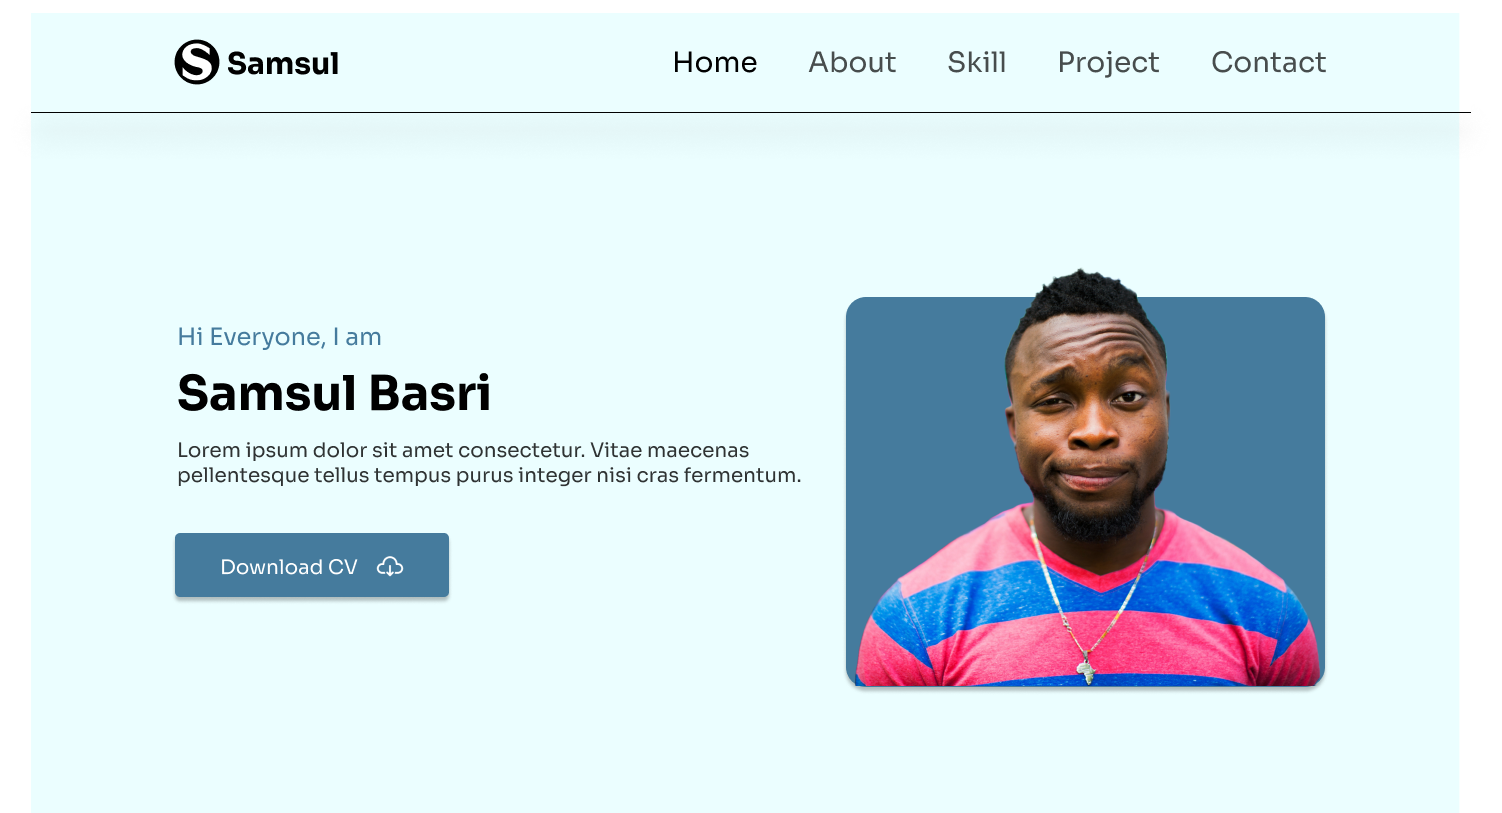 Samsul
Home About Skill Project Contact
Hi Everyone, I am
Samsul Basri
Lorem ipsum dolor sit amet consectetur. Vitae maecenas
pellentesque tellus tempus purus integer nisi cras fermentum.
Download CV